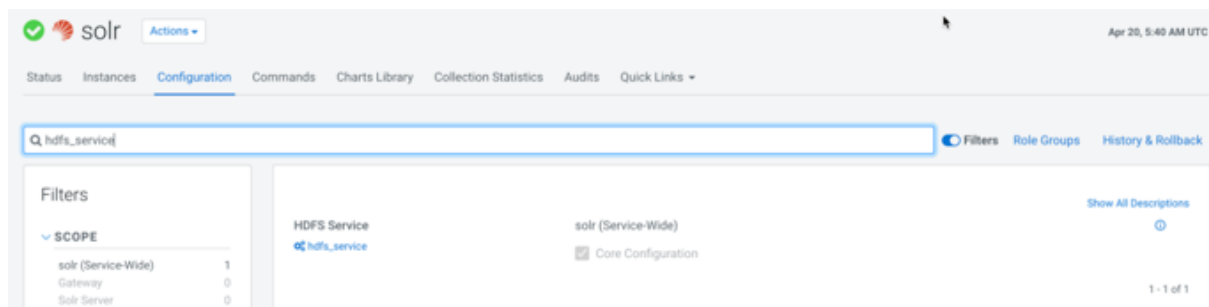 solr Actions Apr 20, 5:40 AM UTC
Status Instances Configuration Commands Charts Library Collection Statistics Audits Quick Links
hdfs_service Filters Role Groups History & Rollback
Filters
Show All Descriptions
SCOPE
HDFS Service solr (Service-Wide)
hdfs_service Core Configuration
solr (Service-Wide) 1
Gateway 0
Solr Server 0
1 - 1 of 1